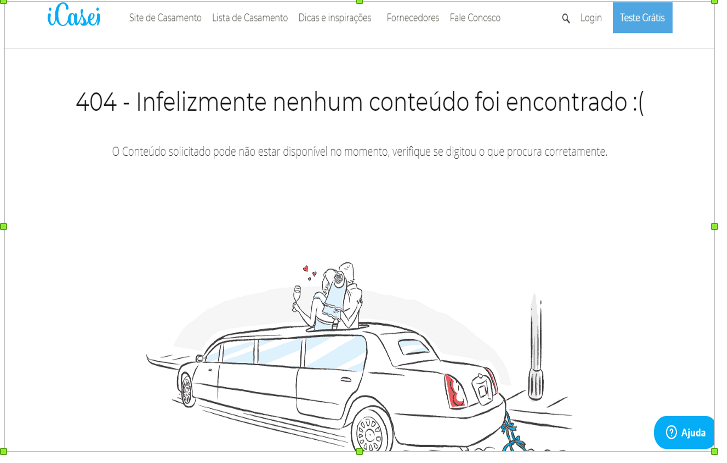 iCasei Site de Casamento Lista de Casamento Dicas e inspirações Fornecedores Fale Conosco Login Teste Grátis
404 - Infelizmente nenhum conteúdo foi encontrado :(
O Conteúdo solicitado pode não estar disponível no momento, verifique se digitou o que procura corretamente.
Ajuda